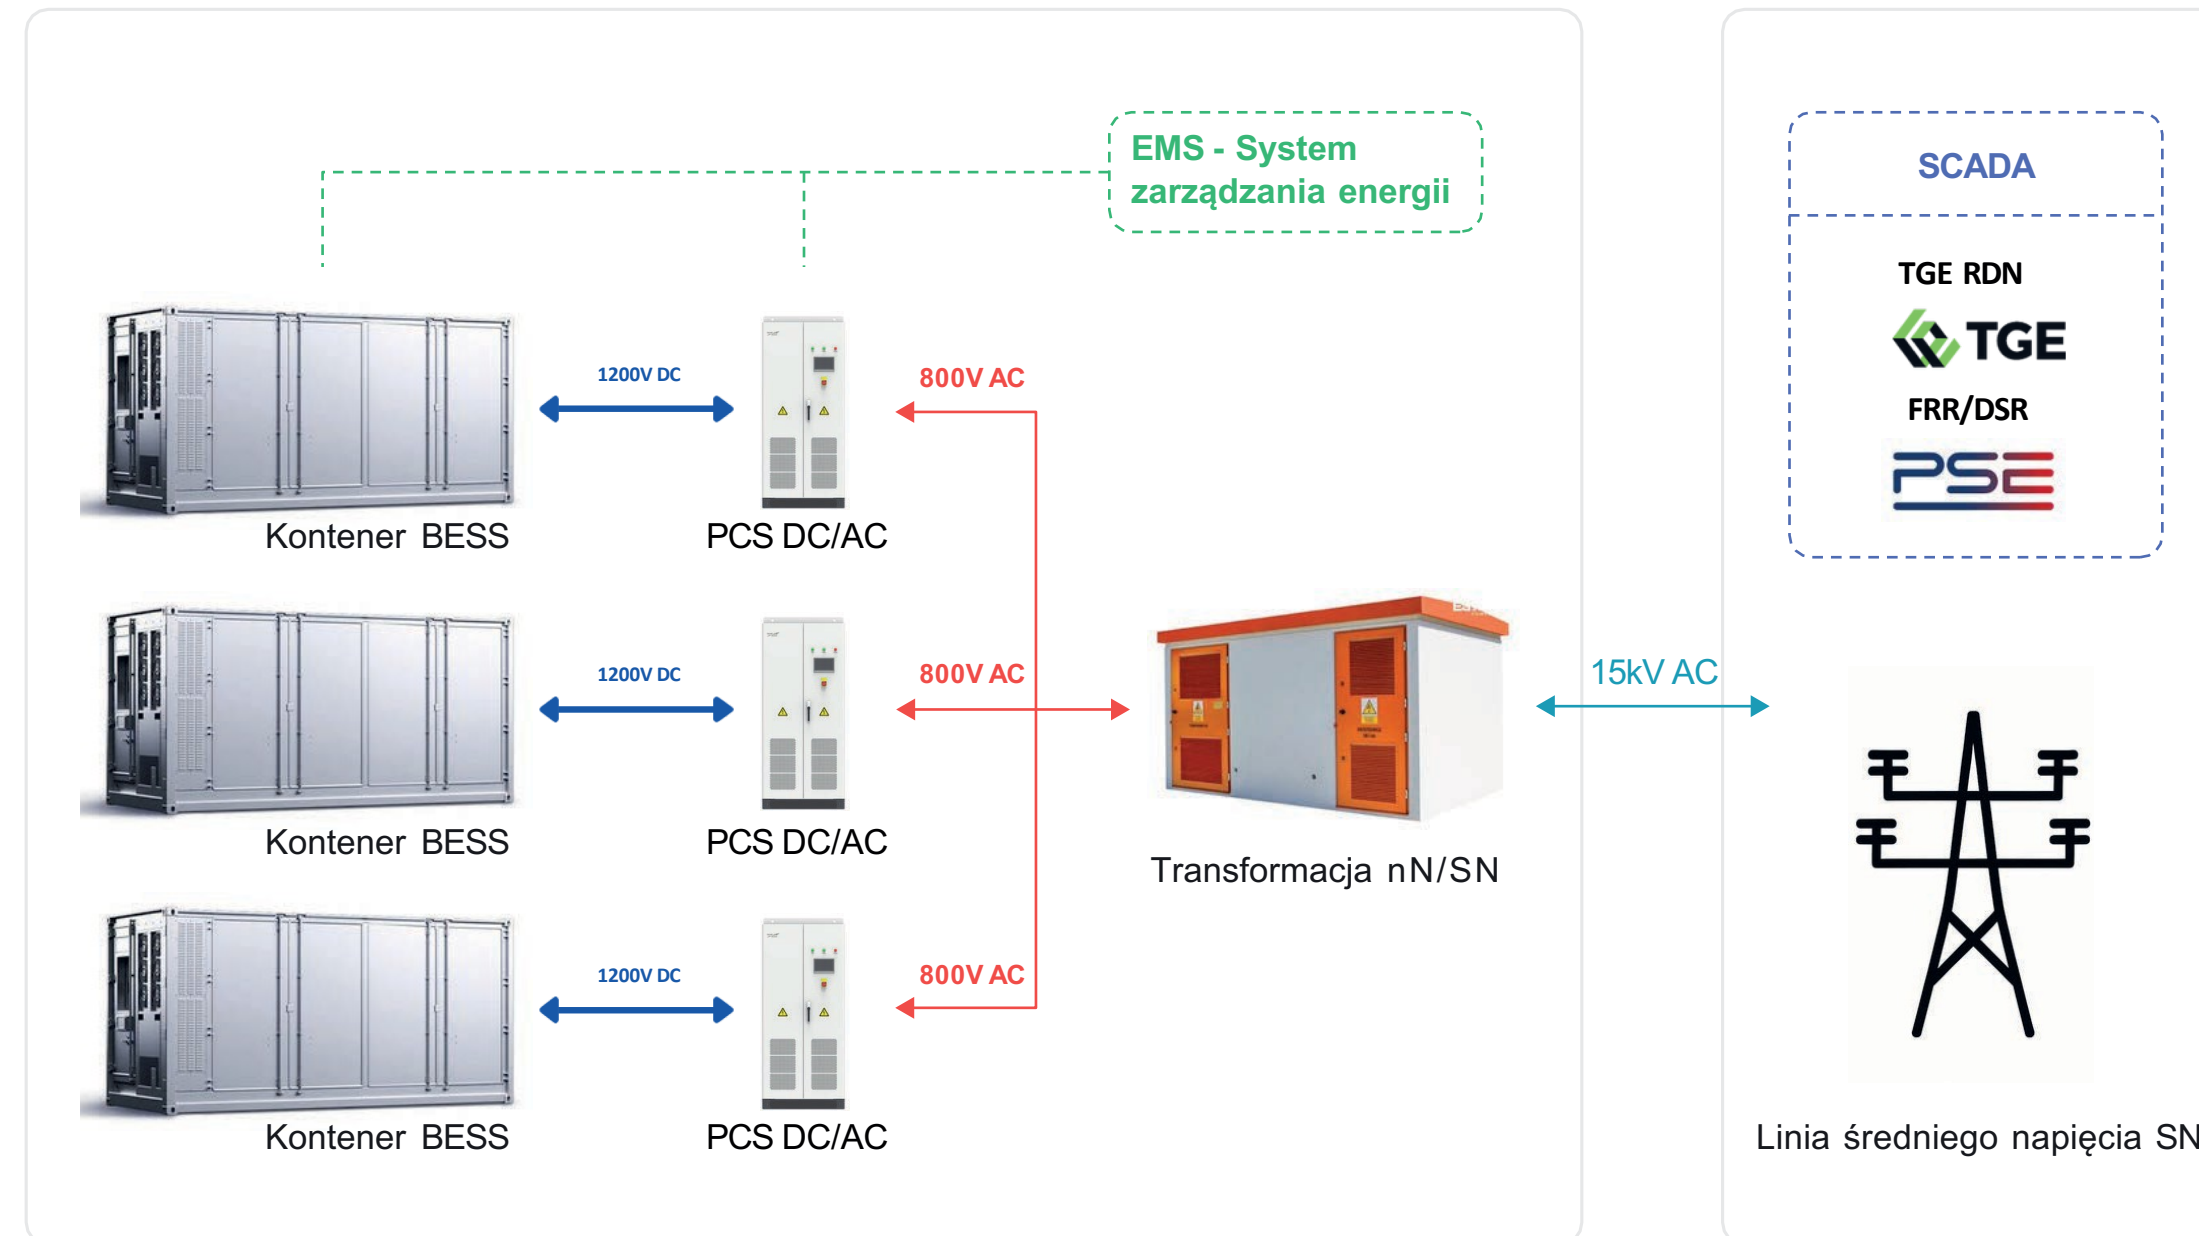 EMS - System
zarządzania energii
SCADA
TGE RDN
TGE
FRR/DSR
PSE
1200V DC
800V AC
Kontener BESS
PCS DC/AC
1200V DC
800V AC
15kV AC
Kontener BESS
PCS DC/AC
Transformacja nN/SN
1200V DC
800V AC
Kontener BESS
PCS DC/AC
Linia średniego napięcia SN